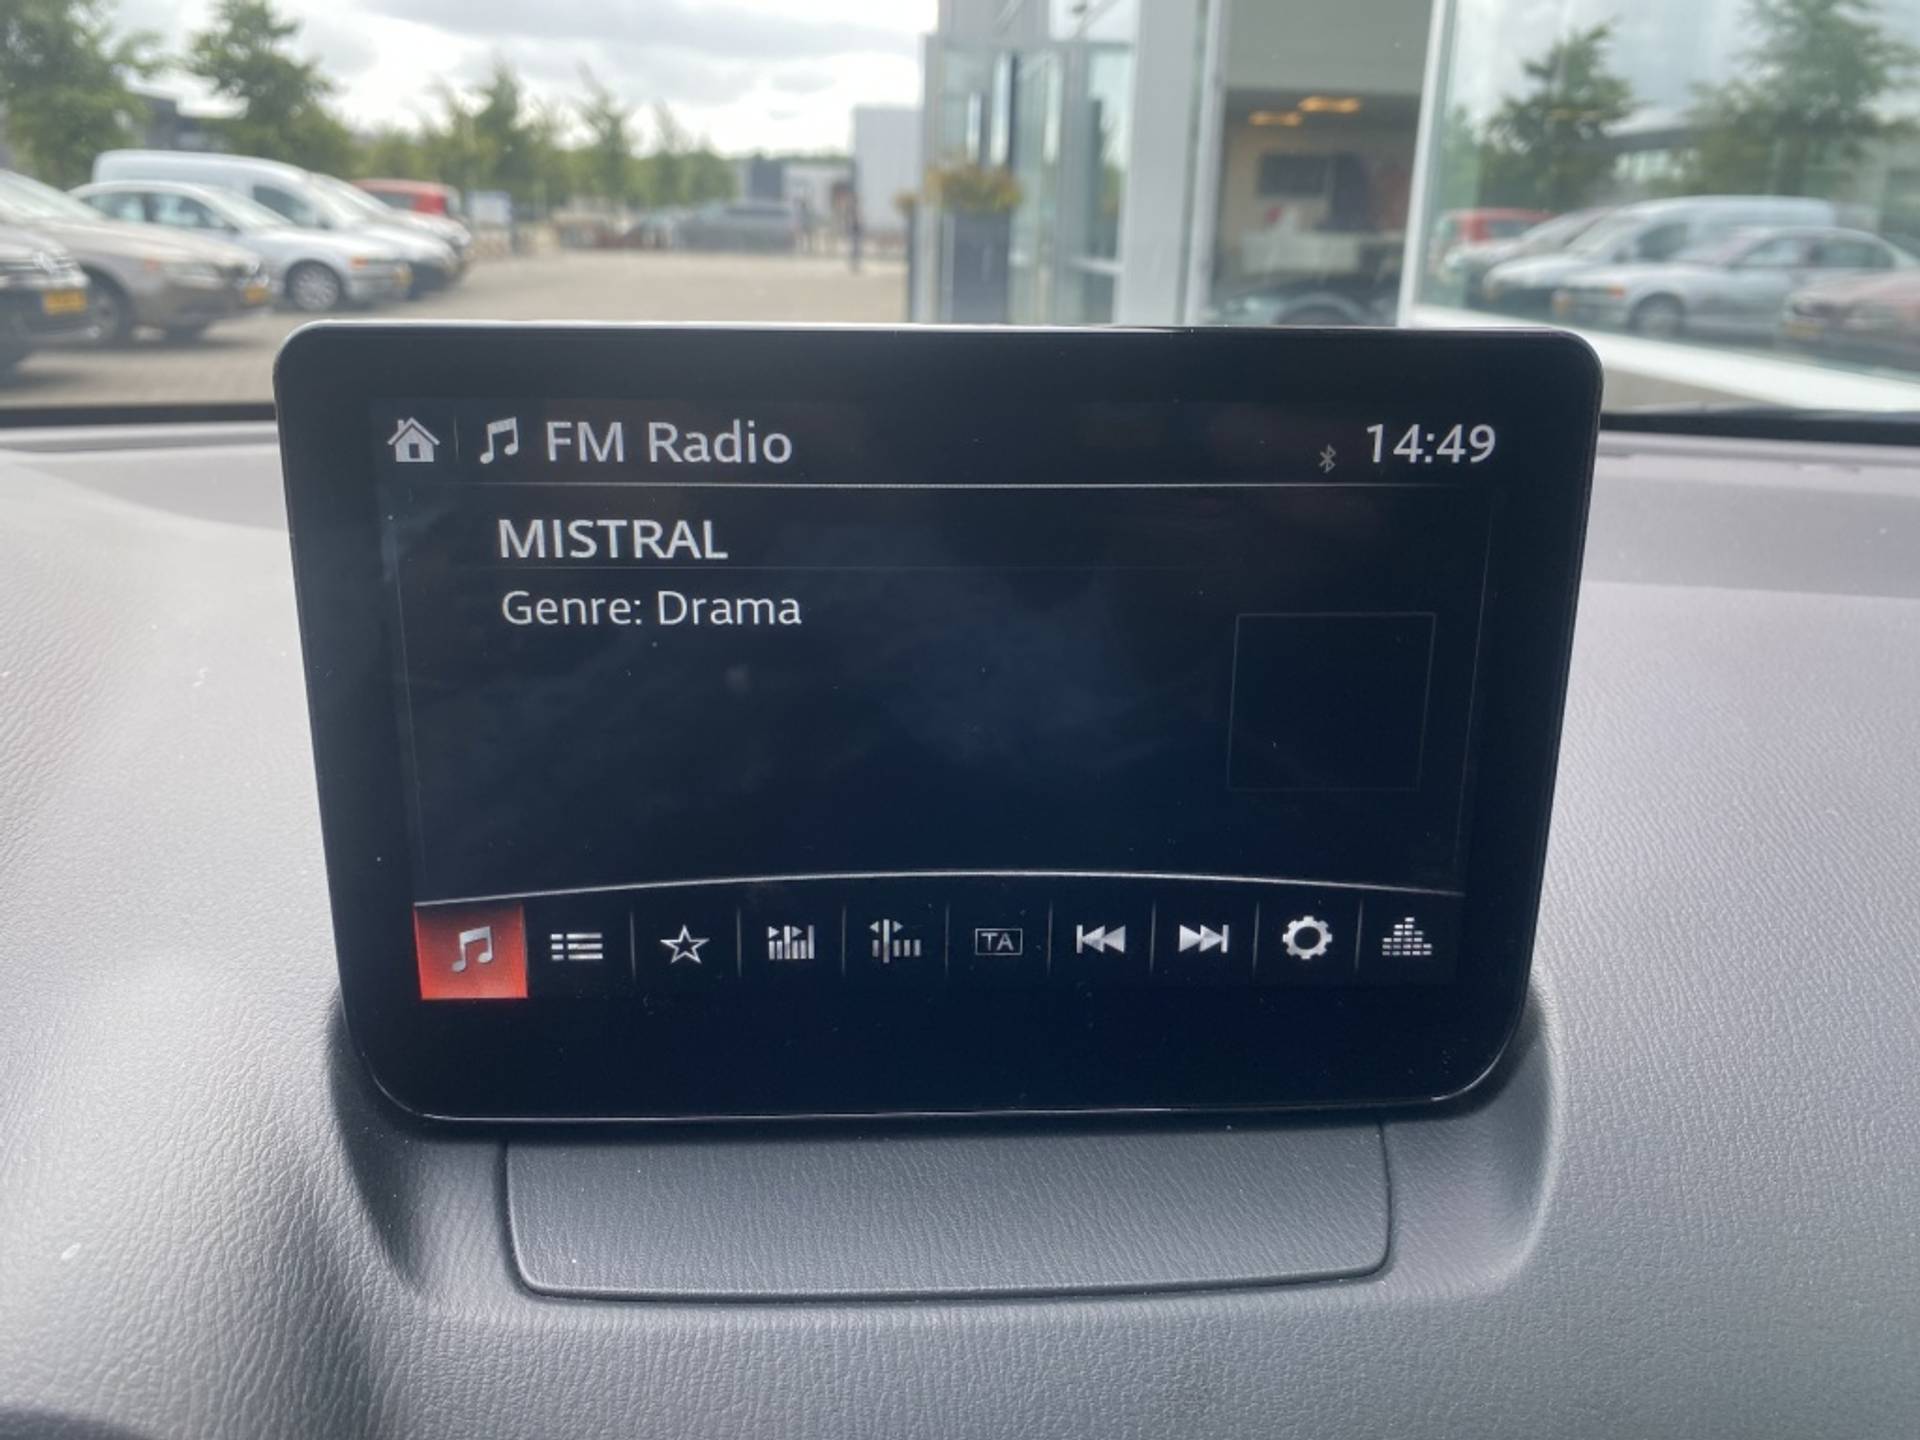 FM Radio
14:49
MISTRAL
Genre: Drama
TA